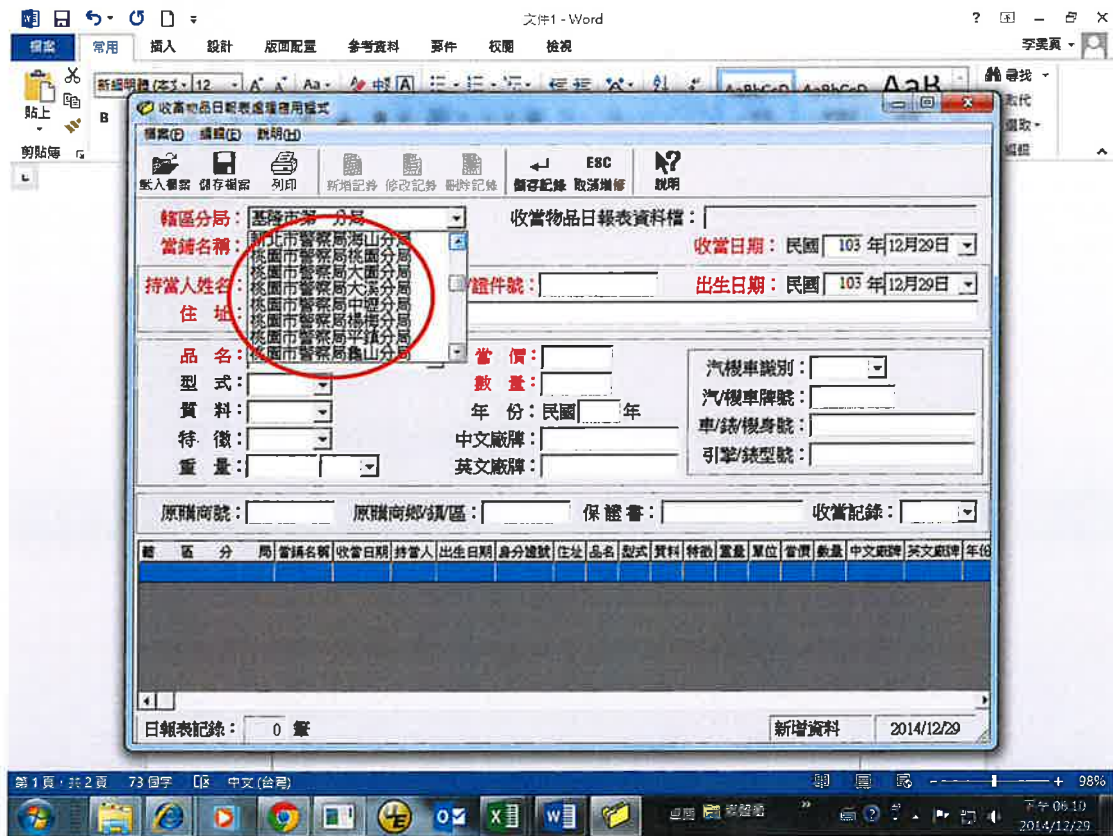 文件1 - Word
檔案 常用 插入 設計 版面配置 參考資料 郵件 校閱 檢視
新細明體 (本文 12
尋找
取代
選取
編輯
貼上
剪貼簿
收當物品日報表處理應用程式
檔案(F) 編輯(E) 說明(H)
載入檔案 儲存檔案 列印 新增記錄 修改記錄 刪除記錄 儲存記錄 ESC 取消增修 說明
轄區分局： 基隆市第一分局 收當物品日報表資料檔：
當鋪名稱： 收當日期： 民國 103 年 12月29日
新北市警察局海山分局
桃園市警察局桃園分局
桃園市警察局大園分局
桃園市警察局大溪分局
桃園市警察局中壢分局
桃園市警察局楊梅分局
桃園市警察局平鎮分局
桃園市警察局龜山分局
持當人姓名： 證件號： 出生日期： 民國 103 年 12月29日
住 址：
品 名： 當 價： 汽機車識別：
型 式： 數 量： 汽/機車牌號：
質 料： 年 份：民國 年 車/錶/機身號：
特 徵： 中文廠牌： 引擎/錶型號：
重 量： 英文廠牌：
原購商號： 原購商鄉/鎮/區： 保證書： 收當記錄：
轄 區 分 局 當鋪名稱 收當日期 持當人 出生日期 身分證號 住址 品名 型式 質料 特徵 重量 單位 當價 數量 中文廠牌 英文廠牌 年份
日報表記錄： 0 筆 新增資料 2014/12/29
第 1 頁，共 2 頁 73 個字 中文(台灣) 98%
桌面
下午 06:10
2014/12/29